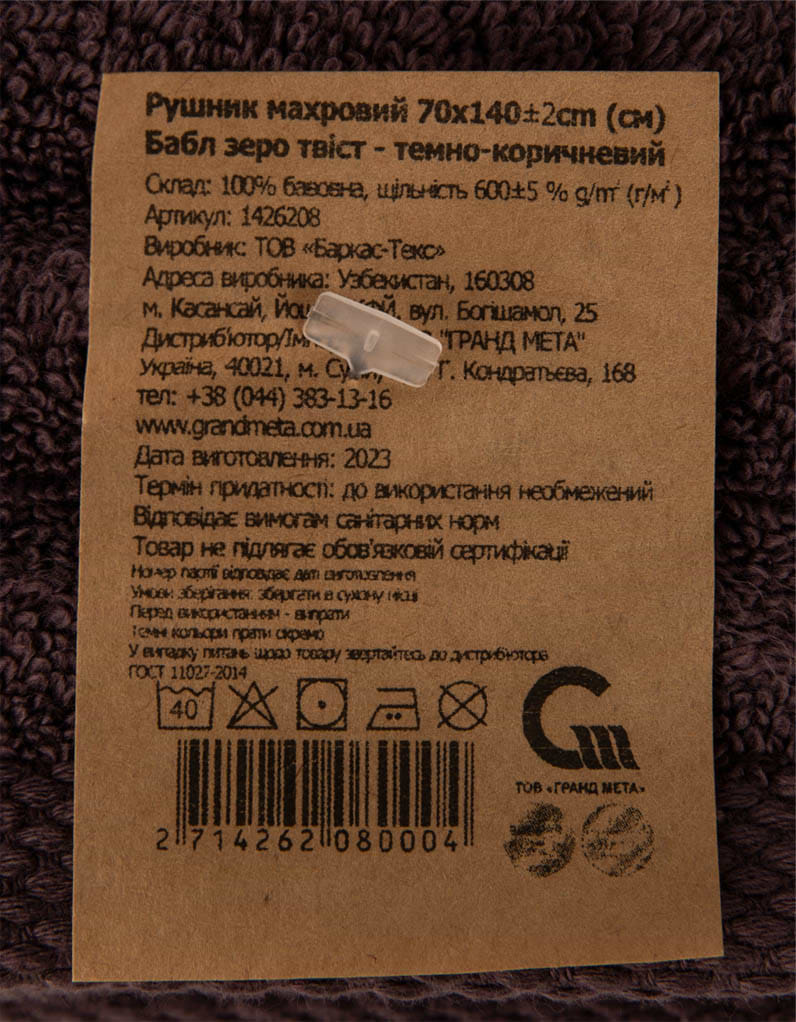 Рушник махровий 70х140±2cm (см)
Бабл зеро твіст - темно-коричневий
Склад: 100% бавовна, щільність 600±5 % g/m² (г/м²)
Артикул: 1426208
Виробник: ТОВ «Баркас-Текс»
Адреса виробника: Узбекистан, 160308
м. Касансай, вул. Богішамол, 25
"ГРАНД МЕТА"
Україна, 40021, м. Г. Кондратьєва, 168
тел: +38 (044) 383-13-16
www.grandmeta.com.ua
Дата виготовлення: 2023
Термін придатності: до використання необмежений
Відповідає вимогам санітарних норм
Товар не підлягає обов'язковій сертифікації
Номер партії відповідає даті виготовлення
Умови зберігання: зберігати в сухому місці
Перед використанням - випрати
Темні кольори прати окремо
У випадку питань щодо товару звертайтесь до дистриб'ютора
ГОСТ 11027-2014
40
ТОВ «ГРАНД МЕТА»
2 714262 080004